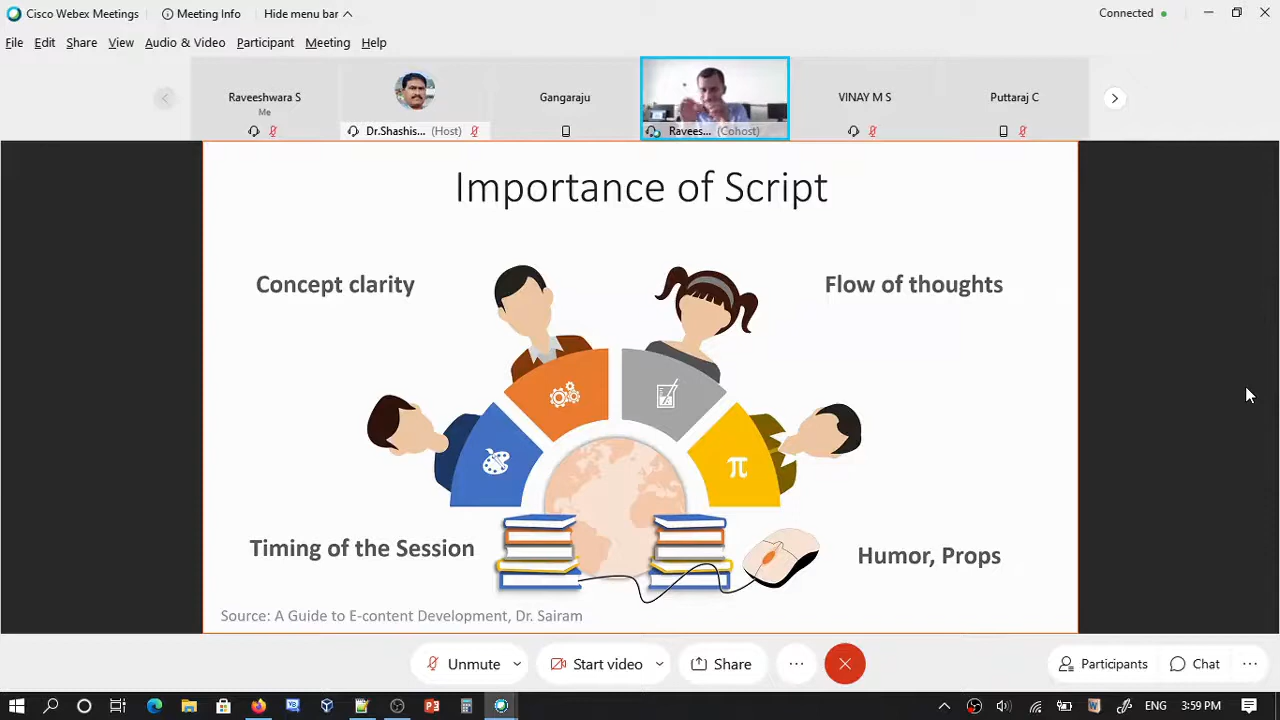 Cisco Webex Meetings
Meeting Info
Hide menu bar
Connected
File Edit Share View Audio & Video Participant Meeting Help
Raveeshwara S
Me
Dr.Shashis... (Host)
Gangaraju
Ravees... (Cohost)
VINAY M S
Puttaraj C
Importance of Script
Concept clarity
Flow of thoughts
π
Timing of the Session
Humor, Props
Source: A Guide to E-content Development, Dr. Sairam
Unmute
Start video
Share
Participants
Chat
ENG
3:59 PM